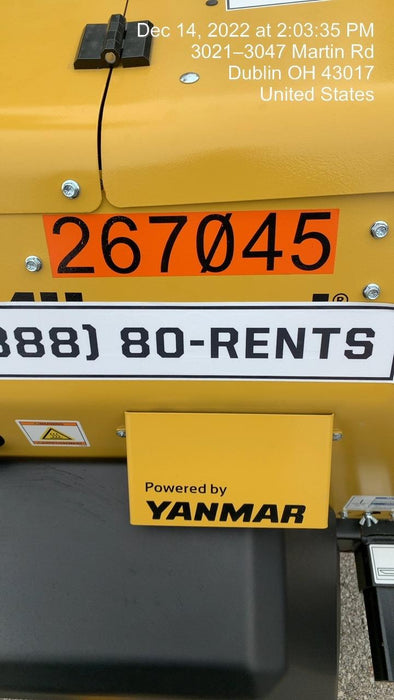 Dec 14, 2022 at 2:03:35 PM
3021–3047 Martin Rd
Dublin OH 43017
United States
267045
888) 80-RENTS
Powered by
YANMAR